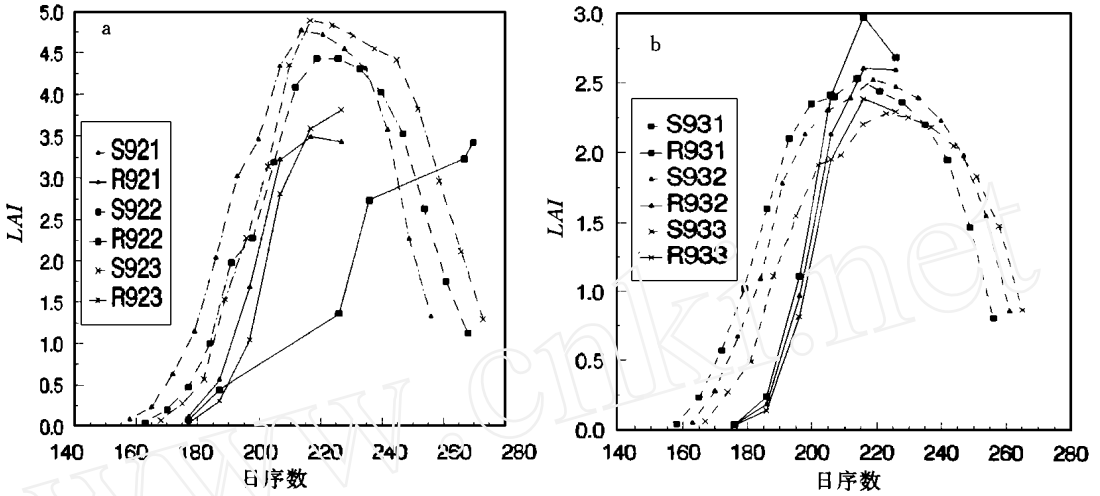 a
5.0
4.5
4.0
3.5
3.0
2.5
2.0
1.5
1.0
0.5
0.0
LAI
S921
R921
S922
R922
S923
R923
140 160 180 200 220 240 260 280
日序数
b
3.0
2.5
2.0
1.5
1.0
0.5
0.0
LAI
S931
R931
S932
R932
S933
R933
140 160 180 200 220 240 260 280
日序数
www.cnki.net